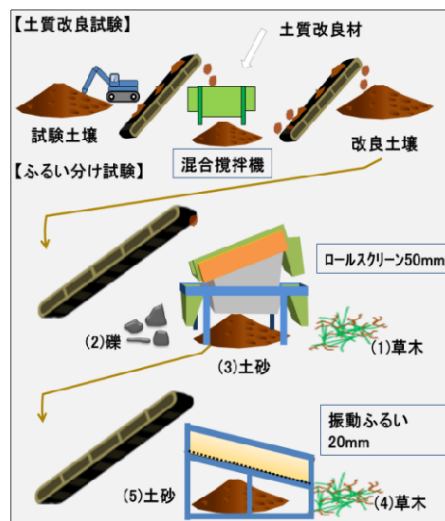 【土質改良試験】
土質改良材
試験土壌
混合撹拌機
改良土壌
【ふるい分け試験】
ロールスクリーン50mm
(2)礫
(3)土砂
(1)草木
振動ふるい
20mm
(5)土砂
(4)草木